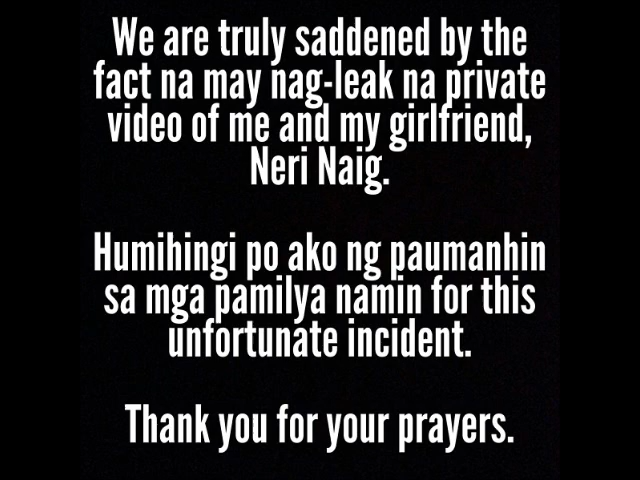 We are truly saddened by the
fact na may nag-leak na private
video of me and my girlfriend,
Neri Naig.
Humihingi po ako ng paumanhin
sa mga pamilya namin for this
unfortunate incident.
Thank you for your prayers.